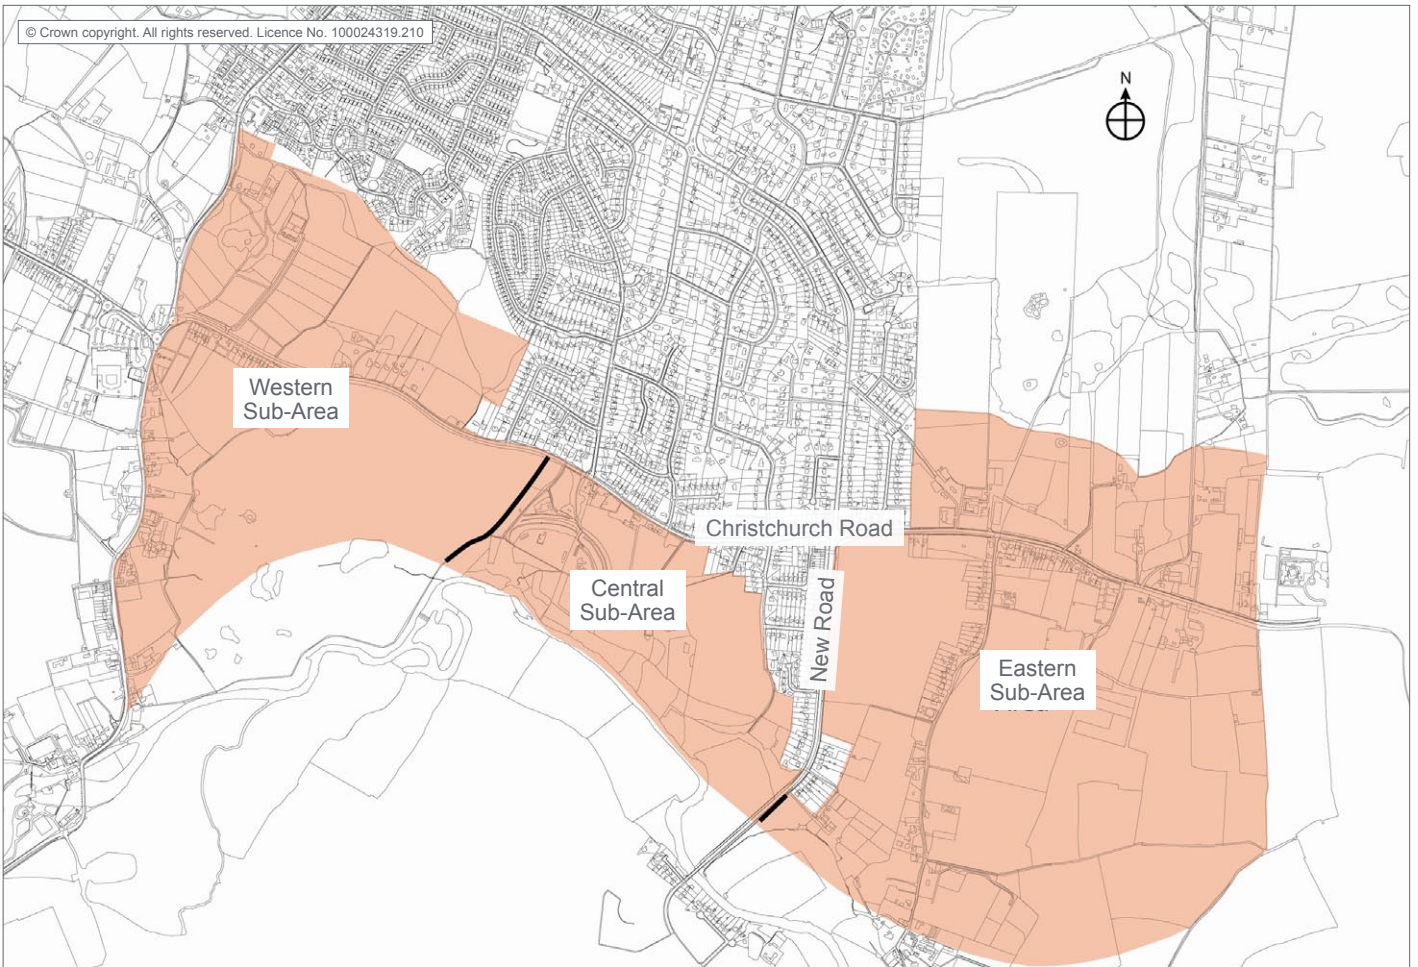 © Crown copyright. All rights reserved. Licence No. 100024319.210
N
Western
Sub-Area
Christchurch Road
Central
Sub-Area
New Road
Eastern
Sub-Area